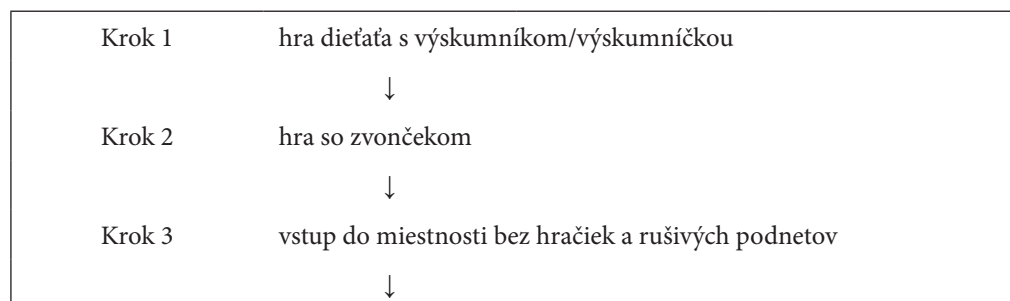 Krok 1 hra dieťaťa s výskumníkom/výskumníčkou
↓
Krok 2 hra so zvončekom
↓
Krok 3 vstup do miestnosti bez hračiek a rušivých podnetov
↓